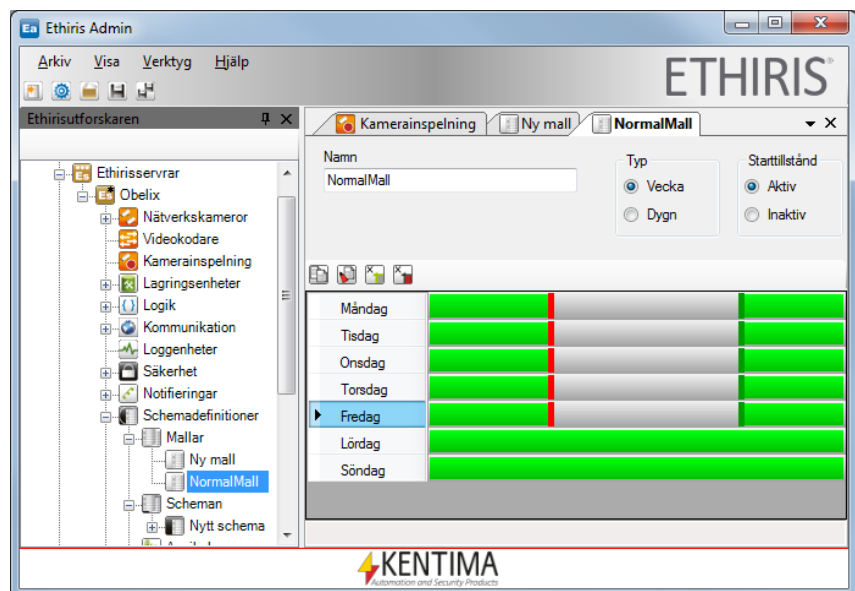 Ea Ethiris Admin
Arkiv Visa Verktyg Hjälp
ETHIRIS®
Ethirisutforskaren
Ethirisservrar
Obelix
Nätverkskameror
Videokodare
Kamerainspelning
Lagringsenheter
Logik
Kommunikation
Loggenheter
Säkerhet
Notifieringar
Schemadefinitioner
Mallar
Ny mall
NormalMall
Scheman
Nytt schema
Kamerainspelning Ny mall NormalMall
Namn
NormalMall
Typ
Vecka
Dygn
Starttillstånd
Aktiv
Inaktiv
Måndag
Tisdag
Onsdag
Torsdag
Fredag
Lördag
Söndag
KENTIMA
Automation and Security Products